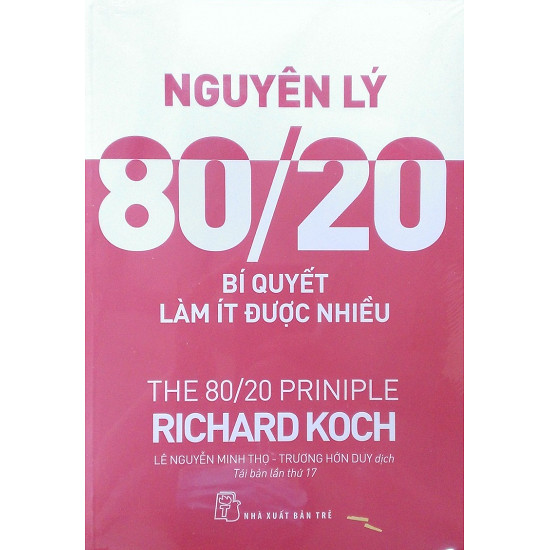 NGUYÊN LÝ
80/20
BÍ QUYẾT
LÀM ÍT ĐƯỢC NHIỀU
THE 80/20 PRINIPLE
RICHARD KOCH
LÊ NGUYỄN MINH THỌ - TRƯƠNG HỚN DUY dịch
Tái bản lần thứ 17
NHÀ XUẤT BẢN TRẺ